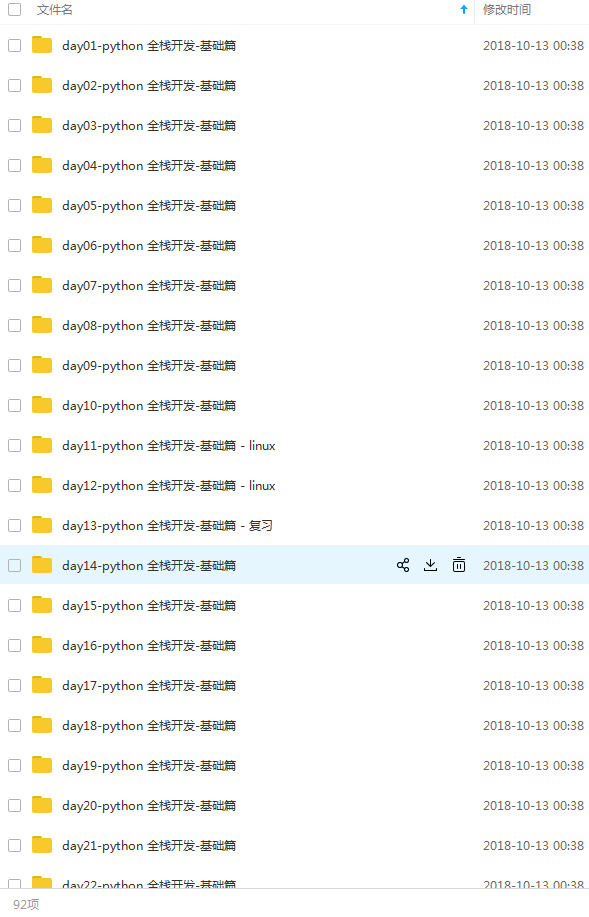 文件名 修改时间
day01-python 全栈开发-基础篇 2018-10-13 00:38
day02-python 全栈开发-基础篇 2018-10-13 00:38
day03-python 全栈开发-基础篇 2018-10-13 00:38
day04-python 全栈开发-基础篇 2018-10-13 00:38
day05-python 全栈开发-基础篇 2018-10-13 00:38
day06-python 全栈开发-基础篇 2018-10-13 00:38
day07-python 全栈开发-基础篇 2018-10-13 00:38
day08-python 全栈开发-基础篇 2018-10-13 00:38
day09-python 全栈开发-基础篇 2018-10-13 00:38
day10-python 全栈开发-基础篇 2018-10-13 00:38
day11-python 全栈开发-基础篇 - linux 2018-10-13 00:38
day12-python 全栈开发-基础篇 - linux 2018-10-13 00:38
day13-python 全栈开发-基础篇 - 复习 2018-10-13 00:38
day14-python 全栈开发-基础篇 2018-10-13 00:38
day15-python 全栈开发-基础篇 2018-10-13 00:38
day16-python 全栈开发-基础篇 2018-10-13 00:38
day17-python 全栈开发-基础篇 2018-10-13 00:38
day18-python 全栈开发-基础篇 2018-10-13 00:38
day19-python 全栈开发-基础篇 2018-10-13 00:38
day20-python 全栈开发-基础篇 2018-10-13 00:38
day21-python 全栈开发-基础篇 2018-10-13 00:38
day22-python 全栈开发-基础篇 2018-10-13 00:38
92项